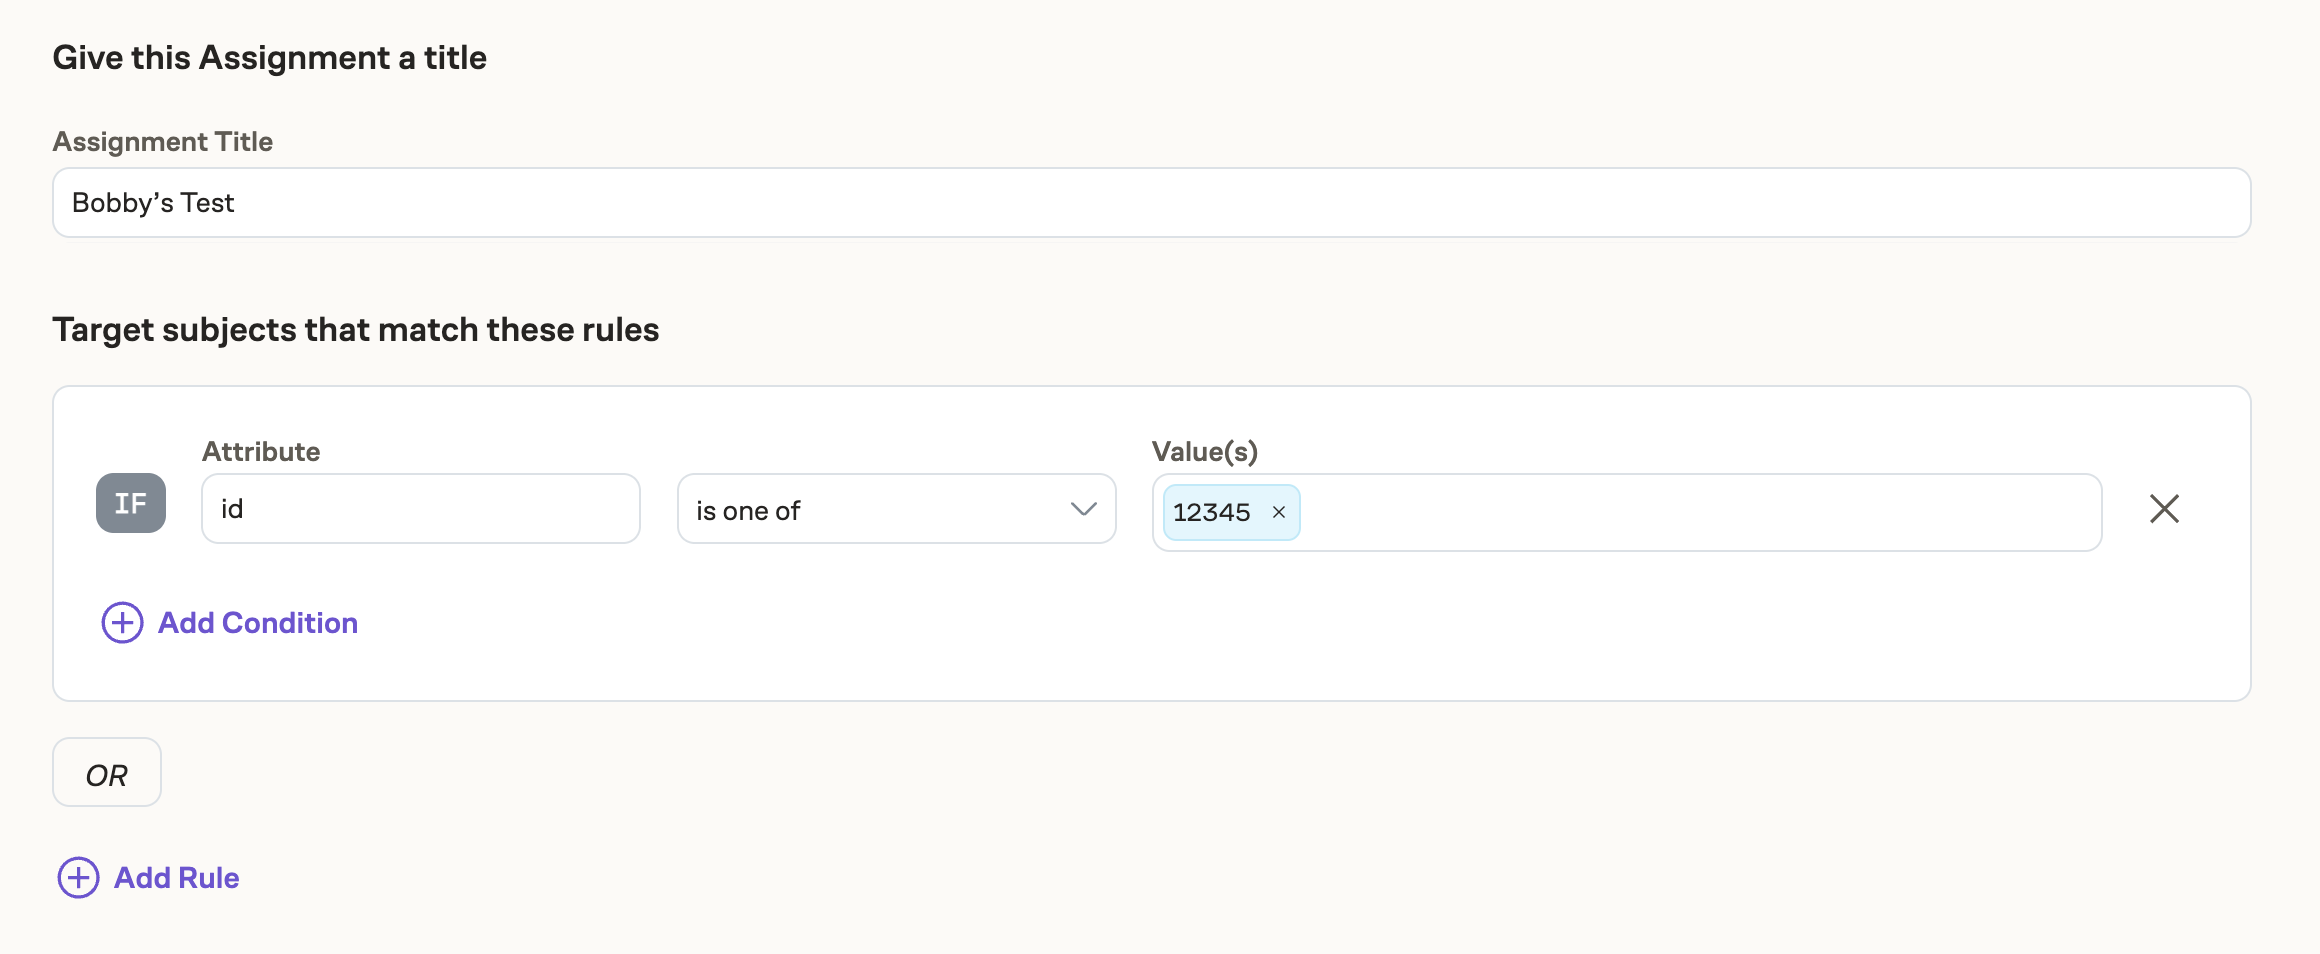 Give this Assignment a title
Assignment Title
Bobby’s Test
Target subjects that match these rules
Attribute
Value(s)
IF
id
is one of
12345 ×
Add Condition
OR
Add Rule